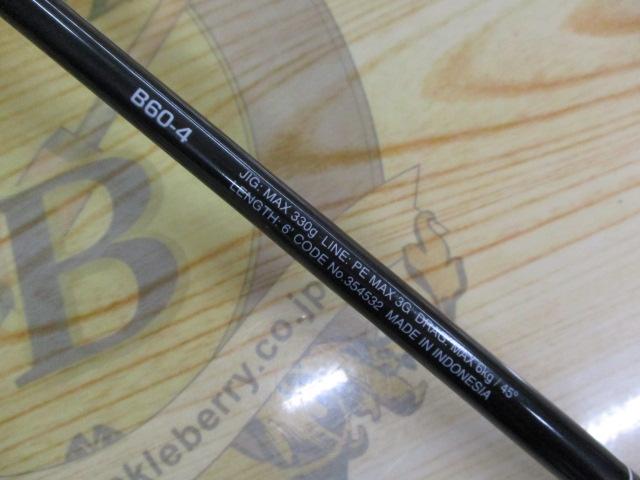 B60-4
JIG: MAX 330g LINE: PE MAX 3G DRAG: MAX 6kg / 45°
LENGTH: 6' CODE No.354532 MADE IN INDONESIA
B
kleberry.co.jp